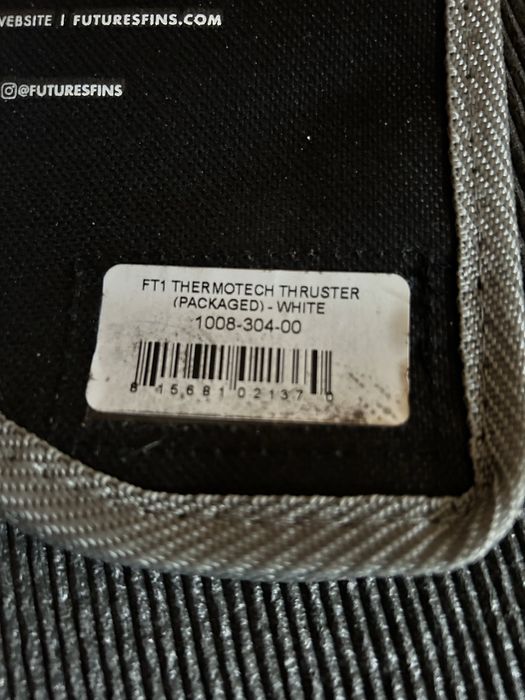 WEBSITE | FUTURESFINS.COM
@FUTURESFINS
FT1 THERMOTECH THRUSTER
(PACKAGED) - WHITE
1008-304-00
8 15681 02137 0